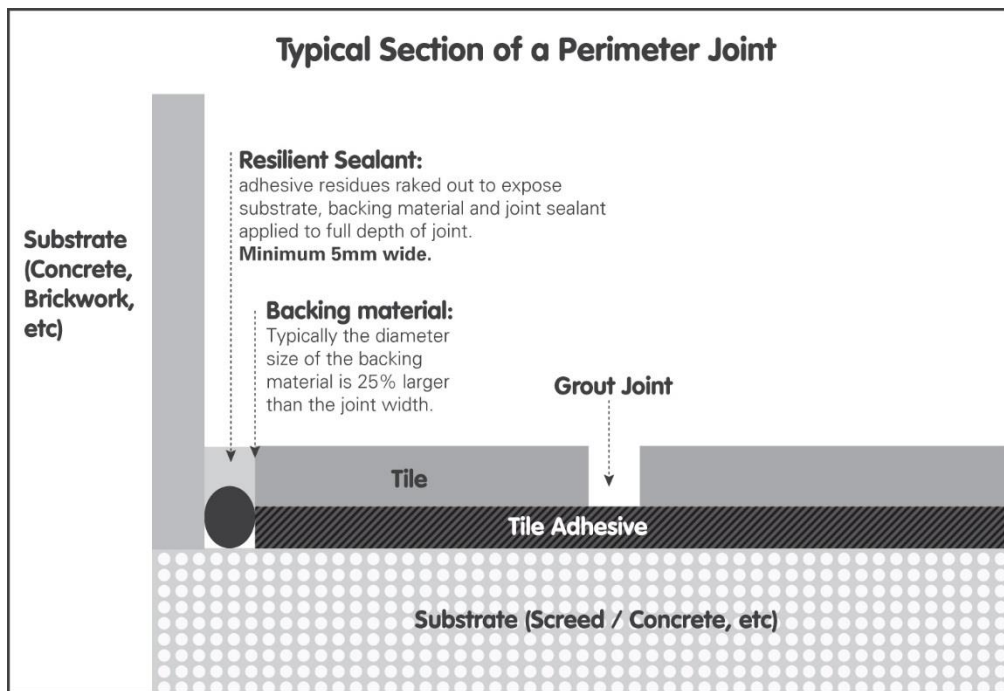 Typical Section of a Perimeter Joint
Resilient Sealant:
adhesive residues raked out to expose
substrate, backing material and joint sealant
applied to full depth of joint.
Minimum 5mm wide.
Substrate
(Concrete,
Brickwork,
etc)
Backing material:
Typically the diameter
size of the backing
material is 25% larger
than the joint width.
Grout Joint
Tile
Tile Adhesive
Substrate (Screed / Concrete, etc)